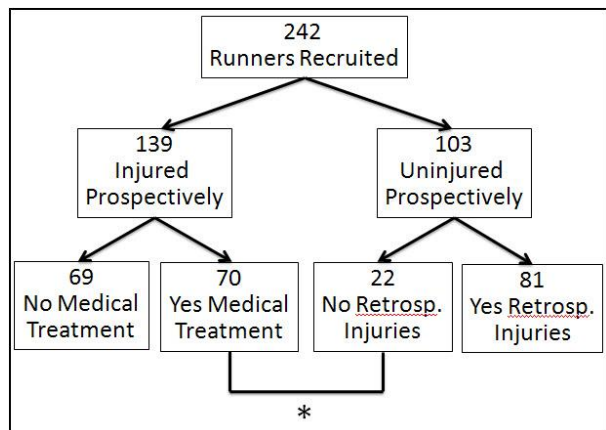 242
Runners Recruited
139
Injured
Prospectively
103
Uninjured
Prospectively
69
No Medical
Treatment
70
Yes Medical
Treatment
22
No Retrosp.
Injuries
81
Yes Retrosp.
Injuries
*